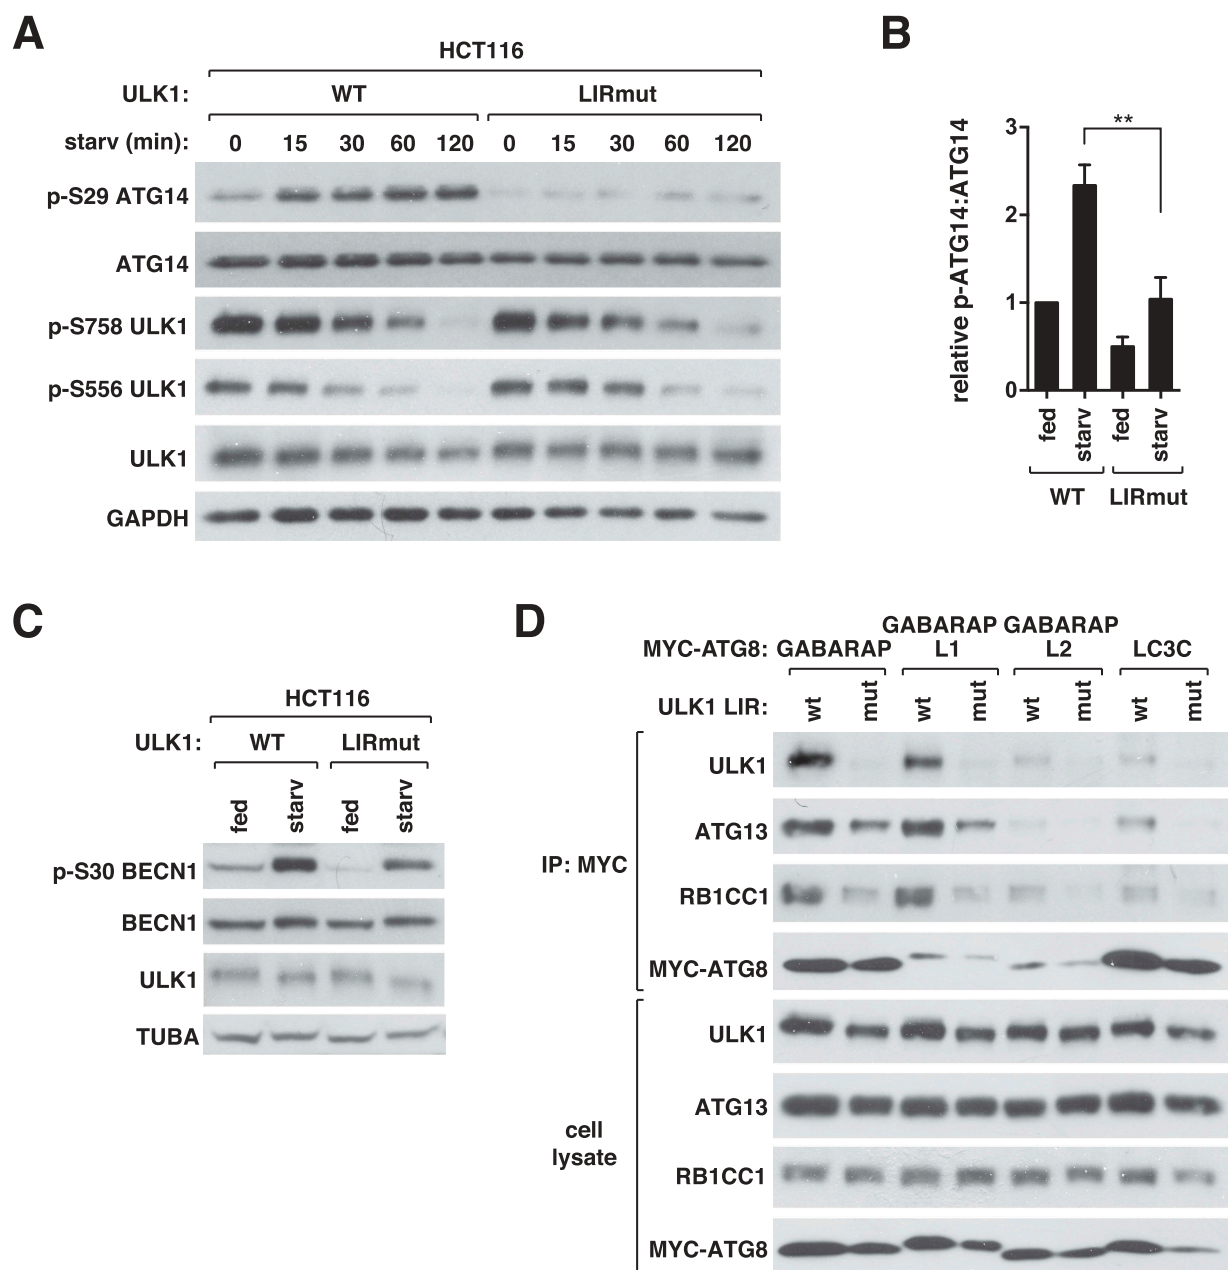 A
HCT116
ULK1: WT LIRmut
starv (min): 0 15 30 60 120 0 15 30 60 120
p-S29 ATG14
ATG14
p-S758 ULK1
p-S556 ULK1
ULK1
GAPDH
B
relative p-ATG14:ATG14
3
2
1
0
**
fed starv fed starv
WT LIRmut
C
HCT116
ULK1: WT LIRmut
fed starv fed starv
p-S30 BECN1
BECN1
ULK1
TUBA
D
GABARAP GABARAP
MYC-ATG8: GABARAP L1 L2 LC3C
ULK1 LIR: wt mut wt mut wt mut wt mut
IP: MYC
ULK1
ATG13
RB1CC1
MYC-ATG8
cell
lysate
ULK1
ATG13
RB1CC1
MYC-ATG8